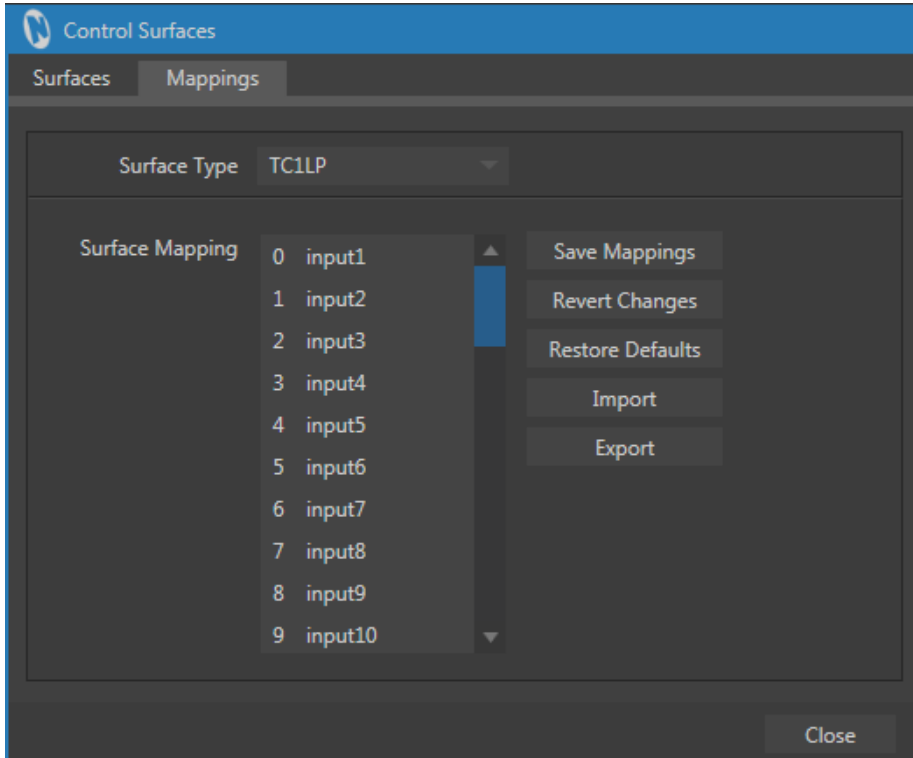 Control Surfaces
Surfaces Mappings
Surface Type TC1LP
Surface Mapping
0 input1
1 input2
2 input3
3 input4
4 input5
5 input6
6 input7
7 input8
8 input9
9 input10
Save Mappings
Revert Changes
Restore Defaults
Import
Export
Close